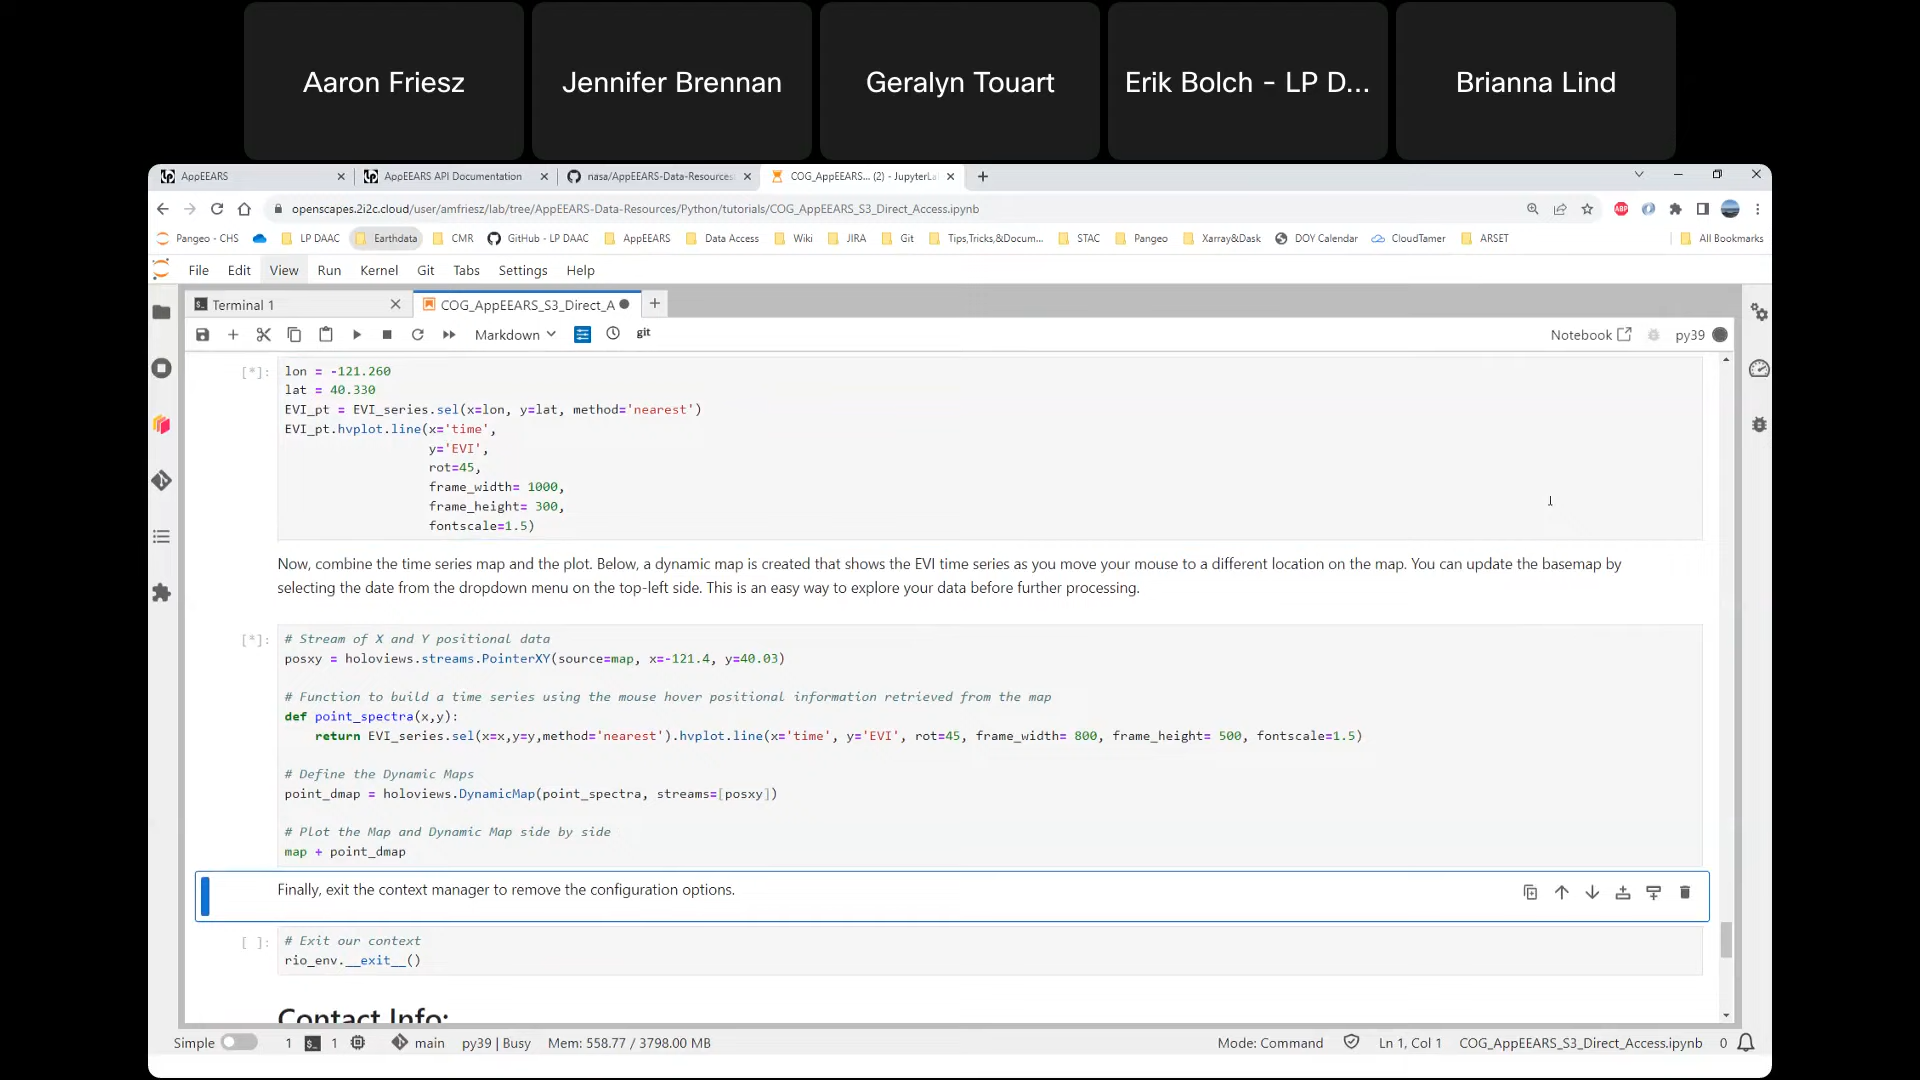 Aaron Friesz
Jennifer Brennan
Geralyn Touart
Erik Bolch - LP D...
Brianna Lind
AppEEARS
AppEEARS API Documentation
nasa/AppEEARS-Data-Resources:
COG_AppEEARS... (2) - JupyterLa
openscapes.2i2c.cloud/user/amfriesz/lab/tree/AppEEARS-Data-Resources/Python/tutorials/COG_AppEEARS_S3_Direct_Access.ipynb
ABP
Pangeo - CHS
LP DAAC
Earthdata
CMR
GitHub - LP DAAC
AppEEARS
Data Access
Wiki
JIRA
Git
Tips,Tricks,&Docum...
STAC
Pangeo
Xarray&Dask
DOY Calendar
CloudTamer
ARSET
All Bookmarks
File Edit View Run Kernel Git Tabs Settings Help
Terminal 1
COG_AppEEARS_S3_Direct_A
Markdown
git
Notebook
py39
[*]:
lon = -121.260
lat = 40.330
EVI_pt = EVI_series.sel(x=lon, y=lat, method='nearest')
EVI_pt.hvplot.line(x='time',
y='EVI',
rot=45,
frame_width= 1000,
frame_height= 300,
fontscale=1.5)
Now, combine the time series map and the plot. Below, a dynamic map is created that shows the EVI time series as you move your mouse to a different location on the map. You can update the basemap by
selecting the date from the dropdown menu on the top-left side. This is an easy way to explore your data before further processing.
[*]:
# Stream of X and Y positional data
posxy = holoviews.streams.PointerXY(source=map, x=-121.4, y=40.03)
# Function to build a time series using the mouse hover positional information retrieved from the map
def point_spectra(x,y):
return EVI_series.sel(x=x,y=y,method='nearest').hvplot.line(x='time', y='EVI', rot=45, frame_width= 800, frame_height= 500, fontscale=1.5)
# Define the Dynamic Maps
point_dmap = holoviews.DynamicMap(point_spectra, streams=[posxy])
# Plot the Map and Dynamic Map side by side
map + point_dmap
Finally, exit the context manager to remove the configuration options.
[ ]:
# Exit our context
rio_env.__exit__()
Contact Info:
Simple
1
1
main
py39 | Busy
Mem: 558.77 / 3798.00 MB
Mode: Command
Ln 1, Col 1
COG_AppEEARS_S3_Direct_Access.ipynb
0